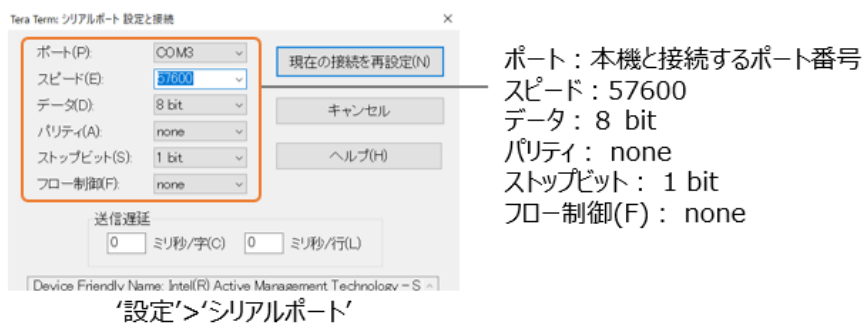 Tera Term: シリアルポート 設定と接続
×
ポート(P): COM3
スピード(E): 57600
データ(D): 8 bit
パリティ(A): none
ストップビット(S): 1 bit
フロー制御(F): none
現在の接続を再設定(N)
キャンセル
ヘルプ(H)
送信遅延
0 ミリ秒/字(C) 0 ミリ秒/行(L)
Device Friendly Name: Intel(R) Active Management Technology - S
'設定'>'シリアルポート'
ポート：本機と接続するポート番号
スピード：57600
データ： 8 bit
パリティ： none
ストップビット： 1 bit
フロー制御(F)： none